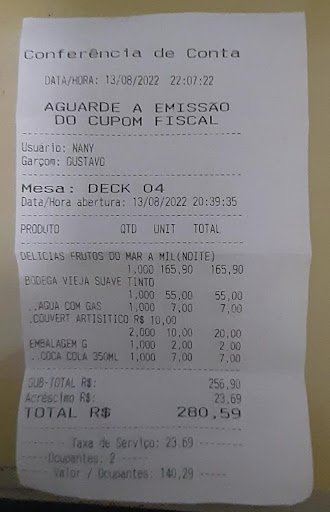 Conferência de Conta
DATA/HORA: 13/08/2022 22:07:22
AGUARDE A EMISSÃO
DO CUPOM FISCAL
Usuario: NANY
Garçom: GUSTAVO
Mesa: DECK 04
Data/Hora abertura: 13/08/2022 20:39:35
PRODUTO QTD UNIT TOTAL
DELICIAS FRUTOS DO MAR A MIL(NOITE)
1,000 165,90 165,90
BODEGA VIEJA SUAVE TINTO
1,000 55,00 55,00
..AGUA COM GAS 1,000 7,00 7,00
.COUVERT ARTISITICO R$ 10,00
2,000 10,00 20,00
EMBALAGEM G 1,000 2,00 2,00
..COCA COLA 350ML 1,000 7,00 7,00
SUB-TOTAL R$: 256,90
Acréscimo R$: 23,69
TOTAL R$ 280,59
Taxa de Serviço: 23,69
Ocupantes: 2
Valor / Ocupantes: 140,29